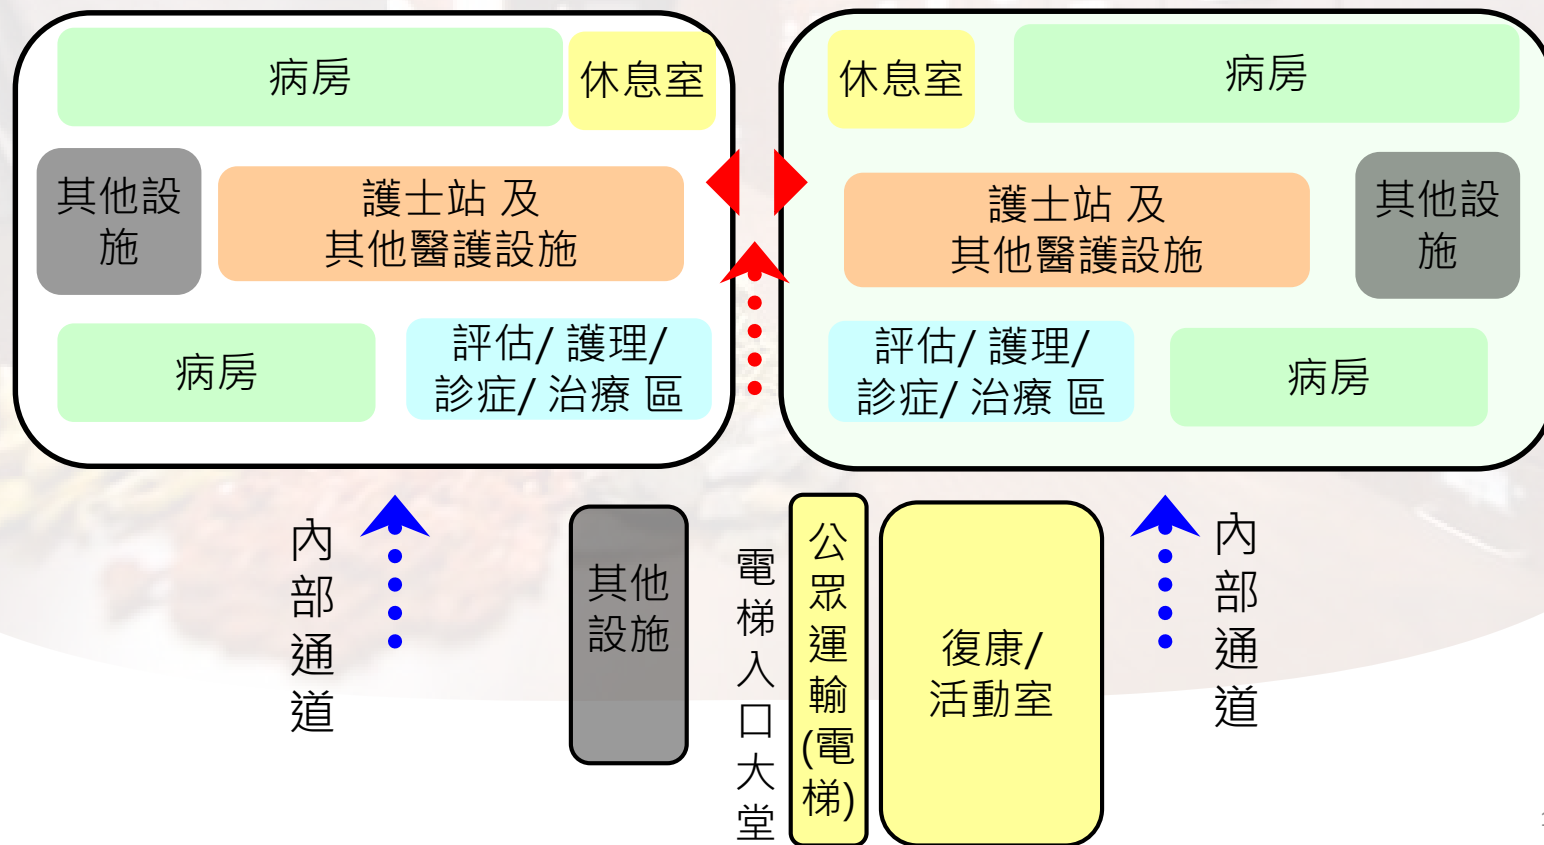 病房
休息室
休息室
病房
其他設
施
護士站 及
其他醫護設施
護士站 及
其他醫護設施
其他設
施
病房
評估/ 護理/
診症/ 治療 區
評估/ 護理/
診症/ 治療 區
病房
內部通道
其他
設施
電梯入口大堂
公眾運輸(電梯)
復康/
活動室
內部通道